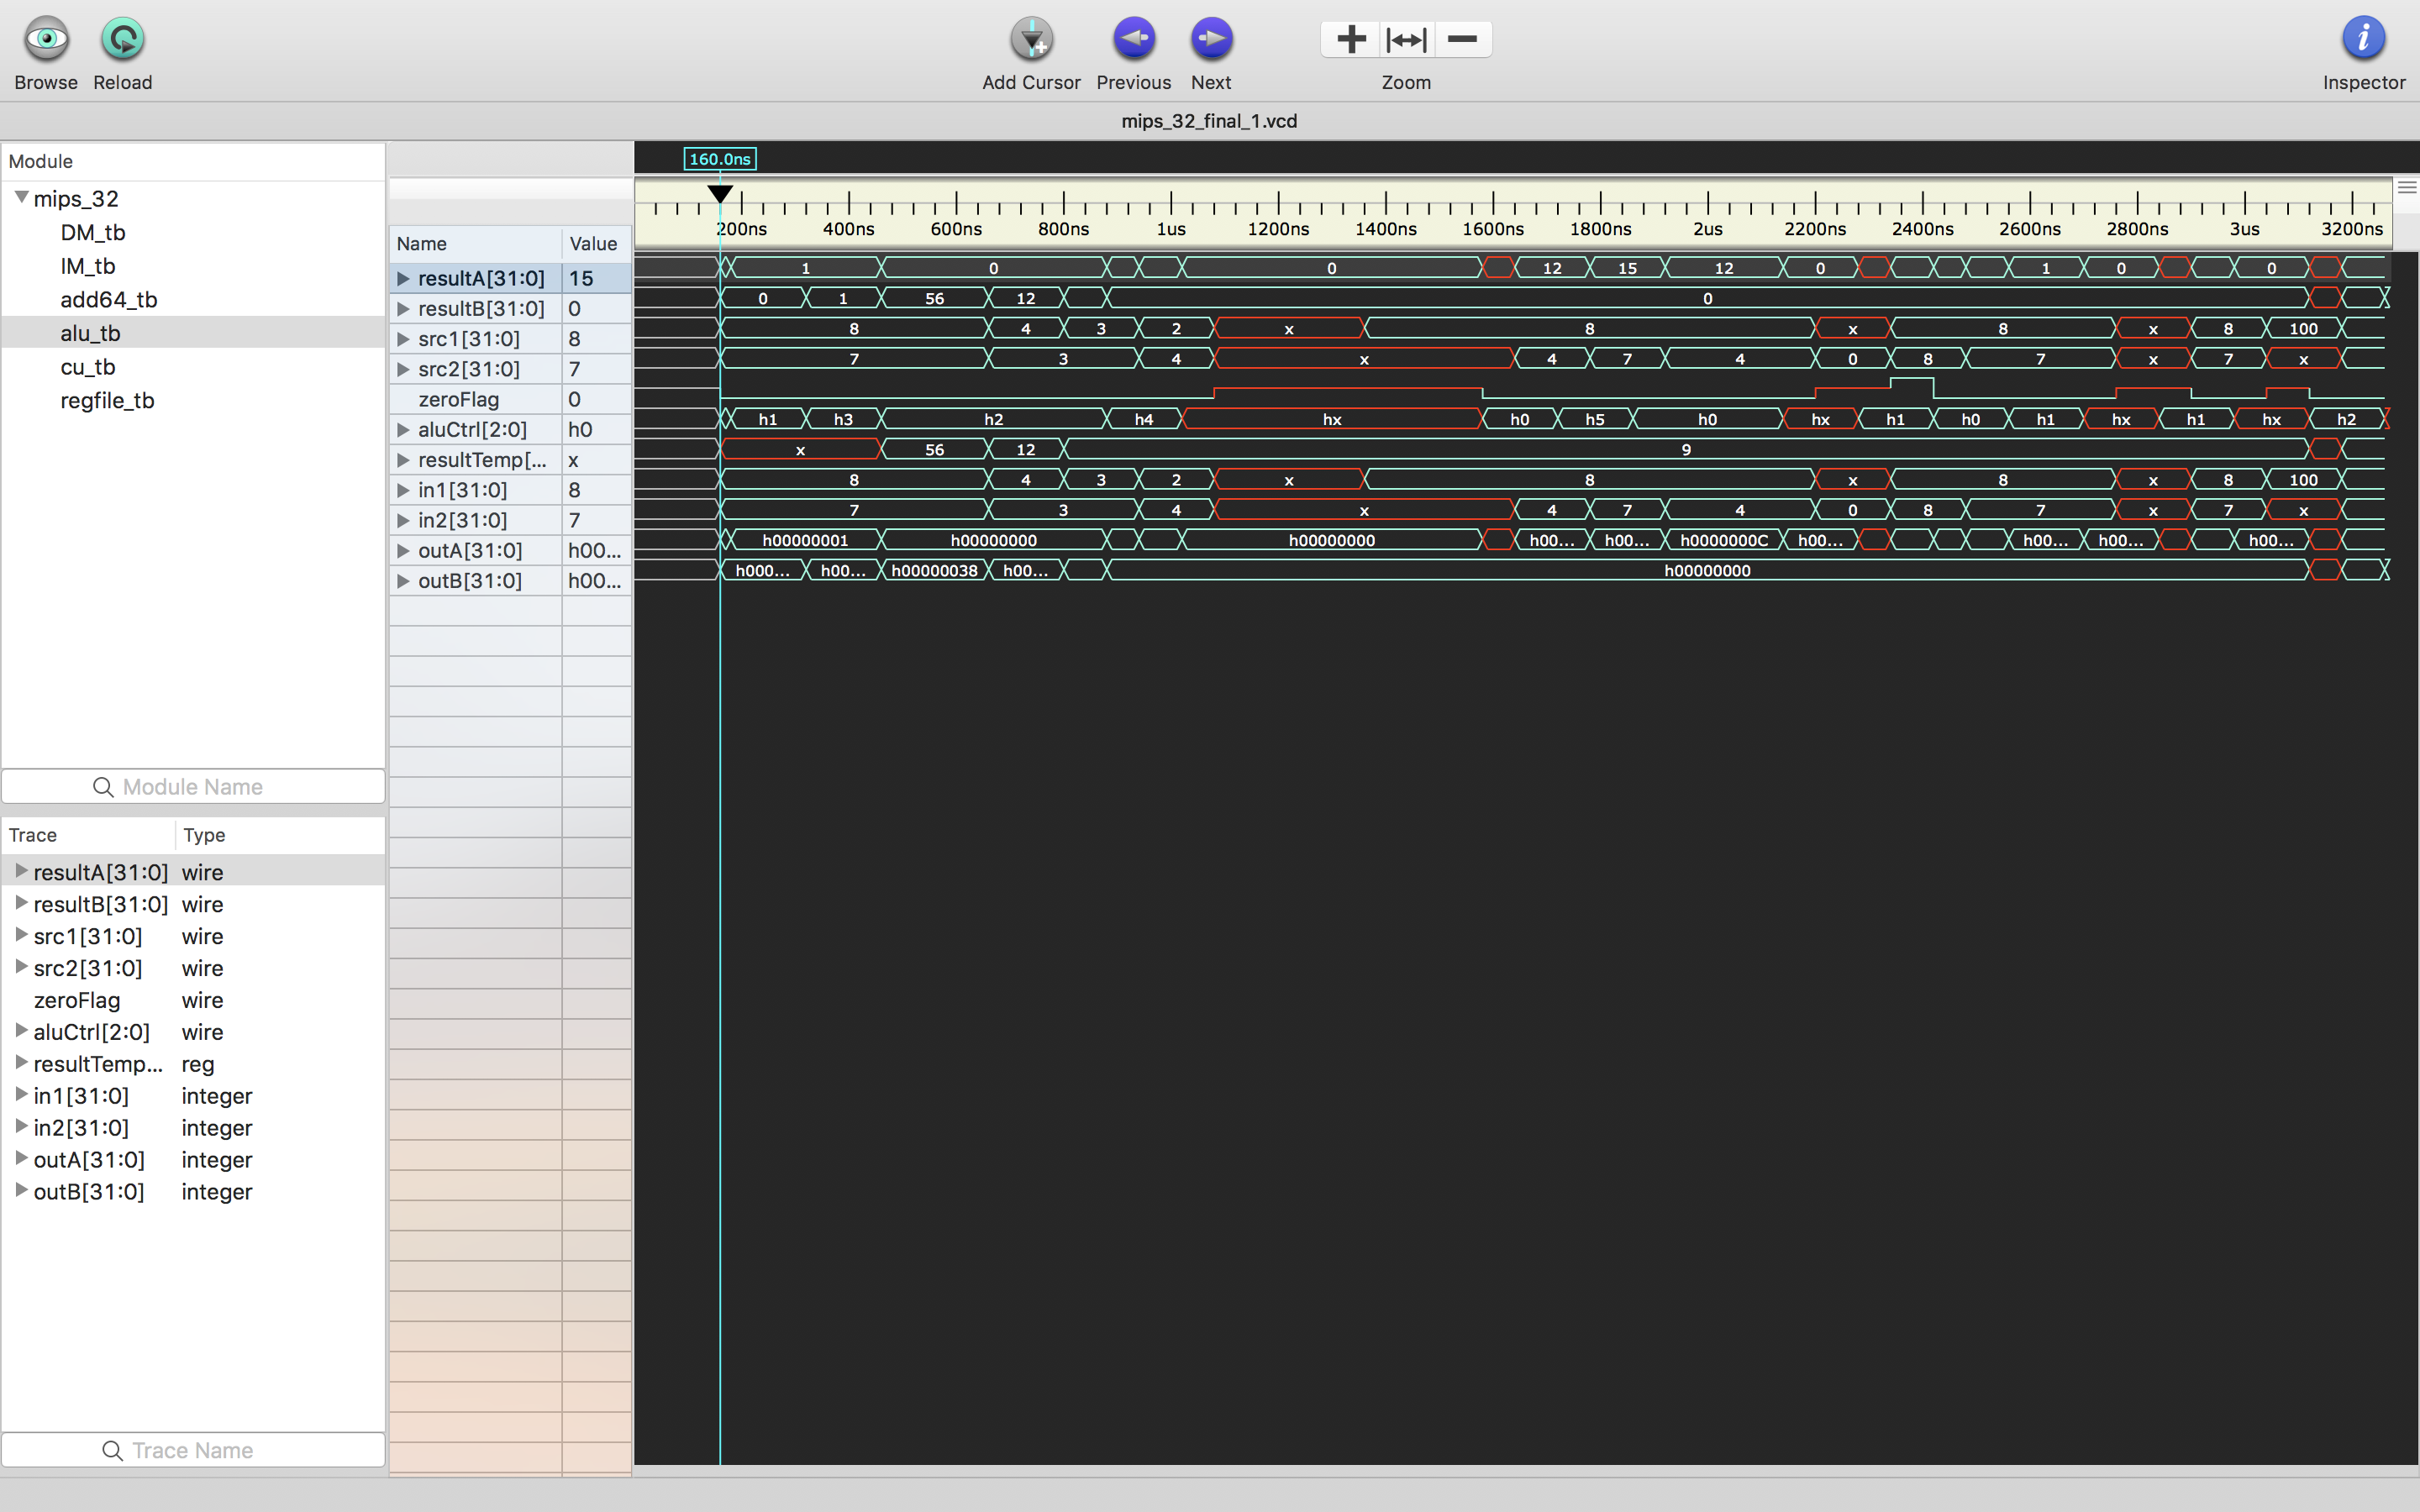 Browse Reload Add Cursor Previous Next Zoom Inspector
mips_32_final_1.vcd
Module
mips_32
DM_tb
IM_tb
add64_tb
alu_tb
cu_tb
regfile_tb
Module Name
Trace Type
resultA[31:0] wire
resultB[31:0] wire
src1[31:0] wire
src2[31:0] wire
zeroFlag wire
aluCtrl[2:0] wire
resultTemp... reg
in1[31:0] integer
in2[31:0] integer
outA[31:0] integer
outB[31:0] integer
Trace Name
160.0ns
200ns 400ns 600ns 800ns 1us 1200ns 1400ns 1600ns 1800ns 2us 2200ns 2400ns 2600ns 2800ns 3us 3200ns
Name Value
resultA[31:0] 15 1 0 0 12 15 12 0 1 0 0
resultB[31:0] 0 0 1 56 12 0
src1[31:0] 8 8 4 3 2 x 8 x 8 x 8 100
src2[31:0] 7 7 3 4 x 4 7 4 0 8 7 x 7 x
zeroFlag 0
aluCtrl[2:0] h0 h1 h3 h2 h4 hx h0 h5 h0 hx h1 h0 h1 hx h1 hx h2
resultTemp[... x x 56 12 9
in1[31:0] 8 8 4 3 2 x 8 x 8 x 8 100
in2[31:0] 7 7 3 4 x 4 7 4 0 8 7 x 7 x
outA[31:0] h00... h00000001 h00000000 h00000000 h00... h00... h0000000C h00... h00... h00... h00...
outB[31:0] h00... h000... h00... h00000038 h00... h00000000